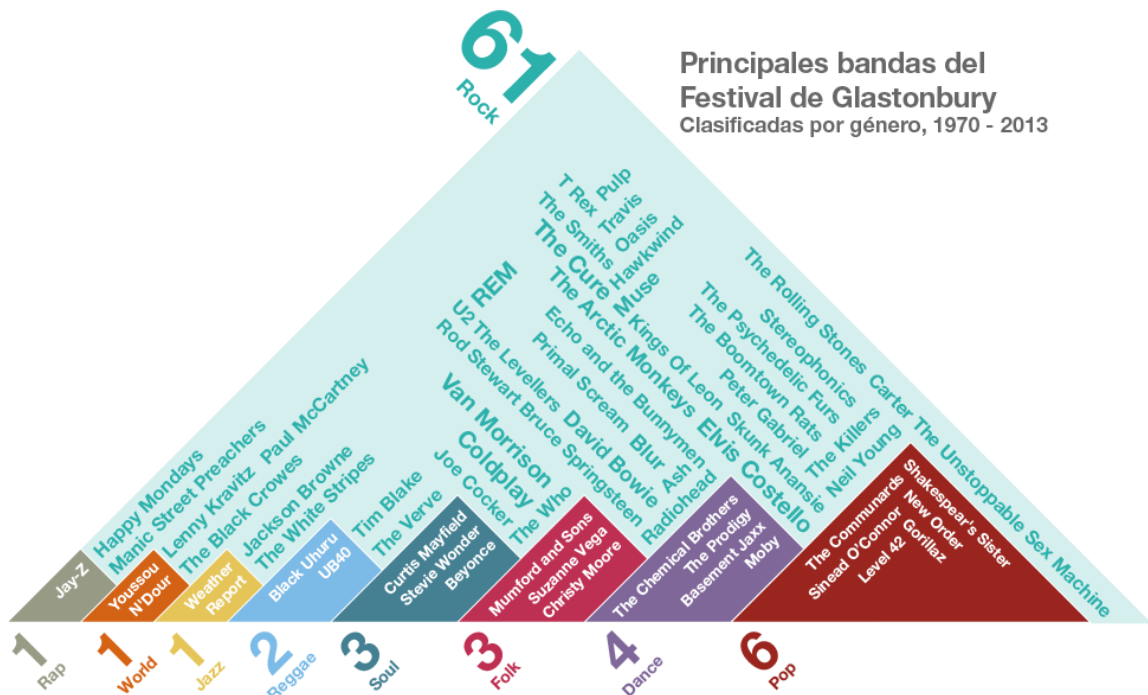 61
Rock
Principales bandas del
Festival de Glastonbury
Clasificadas por género, 1970 - 2013
Happy Mondays
Manic Street Preachers
Lenny Kravitz
Paul McCartney
The Black Crowes
Jackson Browne
The White Stripes
Tim Blake
The Verve
REM
U2
The Levellers
David Bowie
Rod Stewart
Bruce Springsteen
Van Morrison
Coldplay
Joe Cocker
The Who
Pulp
T Rex
Travis
The Smiths
Oasis
Hawkwind
The Cure
Muse
Kings Of Leon
Skunk Anansie
The Arctic Monkeys
Elvis Costello
Echo and the Bunnymen
Primal Scream
Blur
Ash
Radiohead
The Rolling Stones
Stereophonics
The Psychedelic Furs
The Boomtown Rats
Peter Gabriel
The Killers
Neil Young
Carter The Unstoppable Sex Machine
Jay-Z
1
Rap
Youssou
N'Dour
1
World
Weather
Report
1
Jazz
Black Uhuru
UB40
2
Reggae
Curtis Mayfield
Stevie Wonder
Beyonce
3
Soul
Mumford and Sons
Suzanne Vega
Christy Moore
3
Folk
The Chemical Brothers
The Prodigy
Basement Jaxx
Moby
4
Dance
The Communards
Sinead O'Connor
Level 42
Gorillaz
New Order
Shakespear's Sister
6
Pop